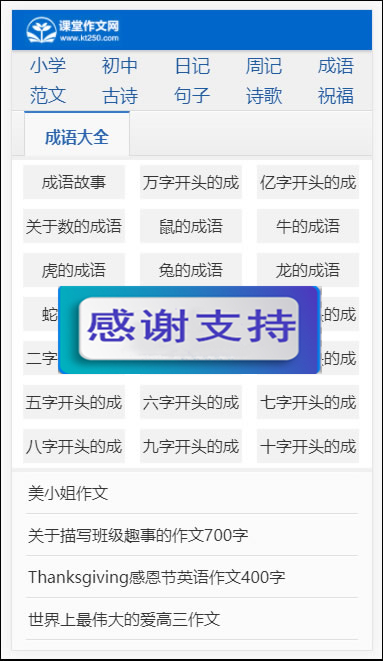 课堂作文网
www.kt250.com
小学 初中 日记 周记 成语
范文 古诗 句子 诗歌 祝福
成语大全
成语故事 万字开头的成 亿字开头的成
关于数的成语 鼠的成语 牛的成语
虎的成语 兔的成语 龙的成语
蛇 头的成
感谢支持
二字 头的成
五字开头的成 六字开头的成 七字开头的成
八字开头的成 九字开头的成 十字开头的成
美小姐作文
关于描写班级趣事的作文700字
Thanksgiving感恩节英语作文400字
世界上最伟大的爱高三作文